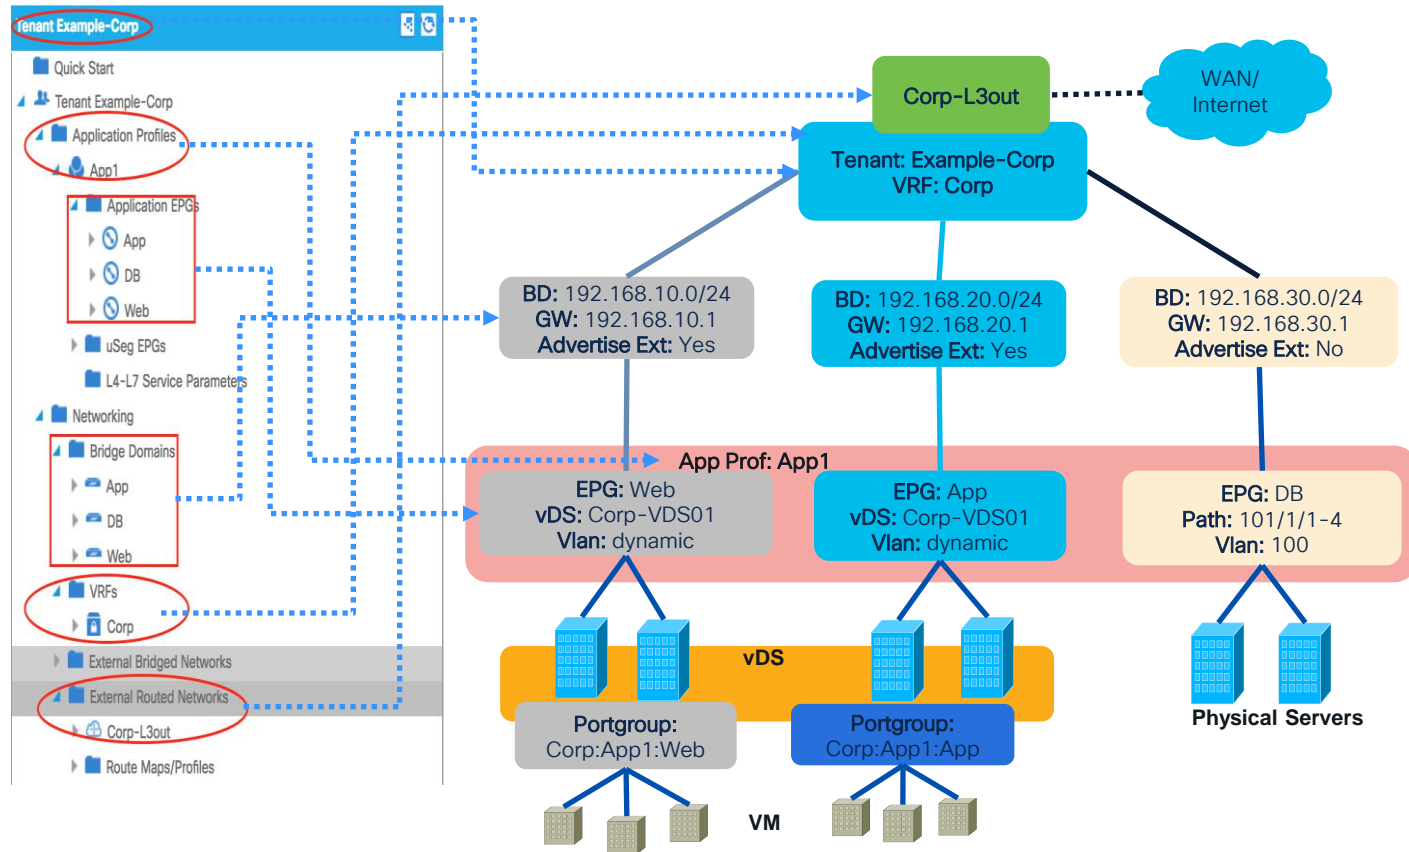 Tenant Example-Corp
Quick Start
Tenant Example-Corp
Application Profiles
App1
Application EPGs
App
DB
Web
uSeg EPGs
L4-L7 Service Parameters
Networking
Bridge Domains
App
DB
Web
VRFs
Corp
External Bridged Networks
External Routed Networks
Corp-L3out
Route Maps/Profiles
Corp-L3out
WAN/
Internet
Tenant: Example-Corp
VRF: Corp
BD: 192.168.10.0/24
GW: 192.168.10.1
Advertise Ext: Yes
BD: 192.168.20.0/24
GW: 192.168.20.1
Advertise Ext: Yes
BD: 192.168.30.0/24
GW: 192.168.30.1
Advertise Ext: No
App Prof: App1
EPG: Web
vDS: Corp-VDS01
Vlan: dynamic
EPG: App
vDS: Corp-VDS01
Vlan: dynamic
EPG: DB
Path: 101/1/1-4
Vlan: 100
vDS
Portgroup:
Corp:App1:Web
Portgroup:
Corp:App1:App
Physical Servers
VM